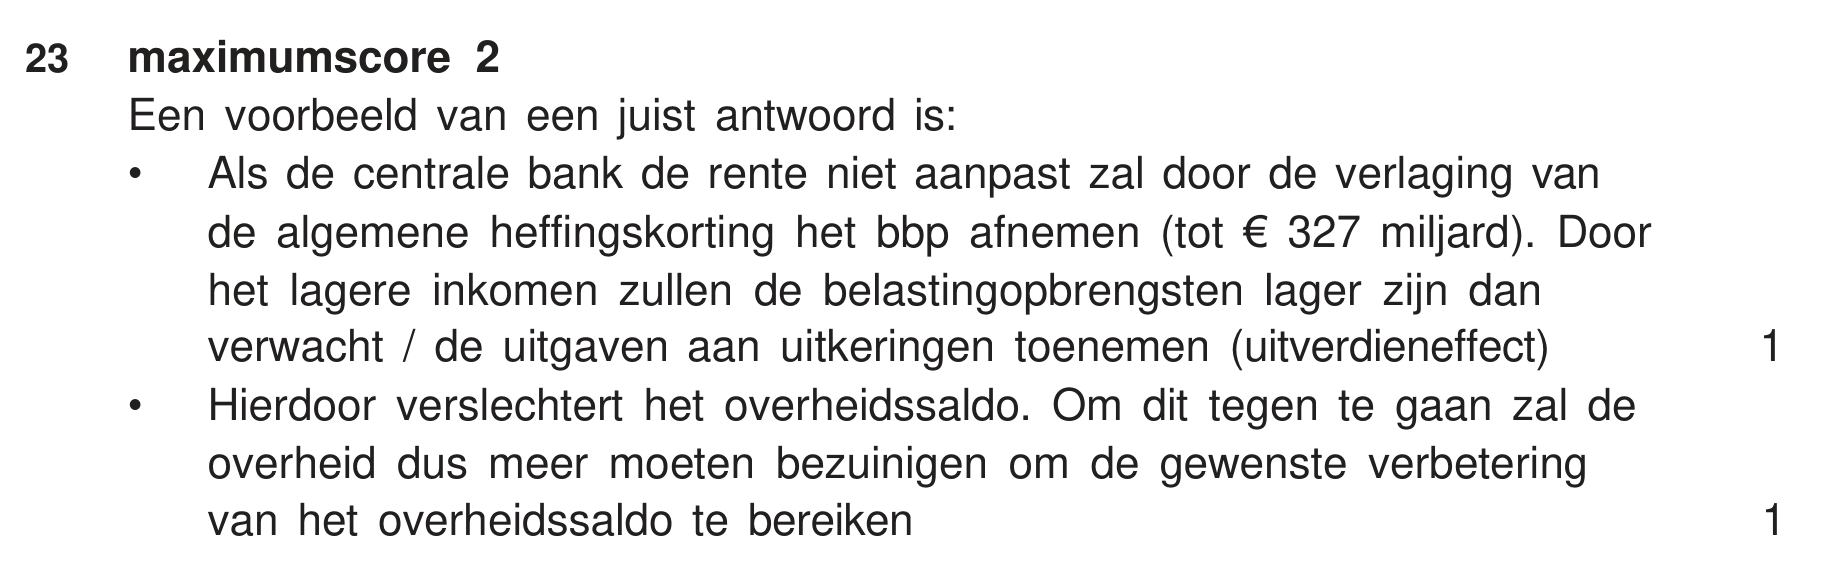 23 maximumscore 2
Een voorbeeld van een juist antwoord is:
• Als de centrale bank de rente niet aanpast zal door de verlaging van
de algemene heffingskorting het bbp afnemen (tot € 327 miljard). Door
het lagere inkomen zullen de belastingopbrengsten lager zijn dan
verwacht / de uitgaven aan uitkeringen toenemen (uitverdieneffect) 1
• Hierdoor verslechtert het overheidssaldo. Om dit tegen te gaan zal de
overheid dus meer moeten bezuinigen om de gewenste verbetering
van het overheidssaldo te bereiken 1